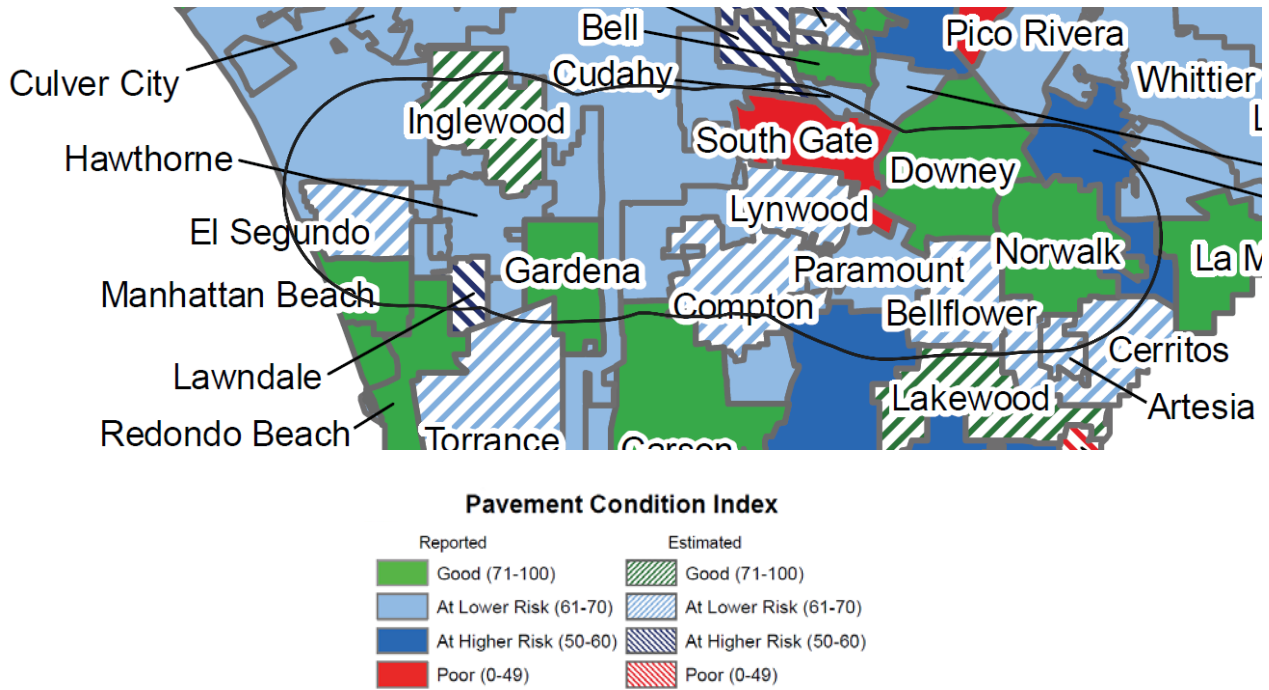 Bell
Pico Rivera
Culver City
Cudahy
Whittier
L
Inglewood
Hawthorne
South Gate
Downey
Lynwood
El Segundo
Norwalk
La M
Gardena
Paramount
Manhattan Beach
Compton
Bellflower
Cerritos
Lawndale
Lakewood
Artesia
Redondo Beach
Torrance
Carson
Pavement Condition Index
Reported
Estimated
Good (71-100)
Good (71-100)
At Lower Risk (61-70)
At Lower Risk (61-70)
At Higher Risk (50-60)
At Higher Risk (50-60)
Poor (0-49)
Poor (0-49)